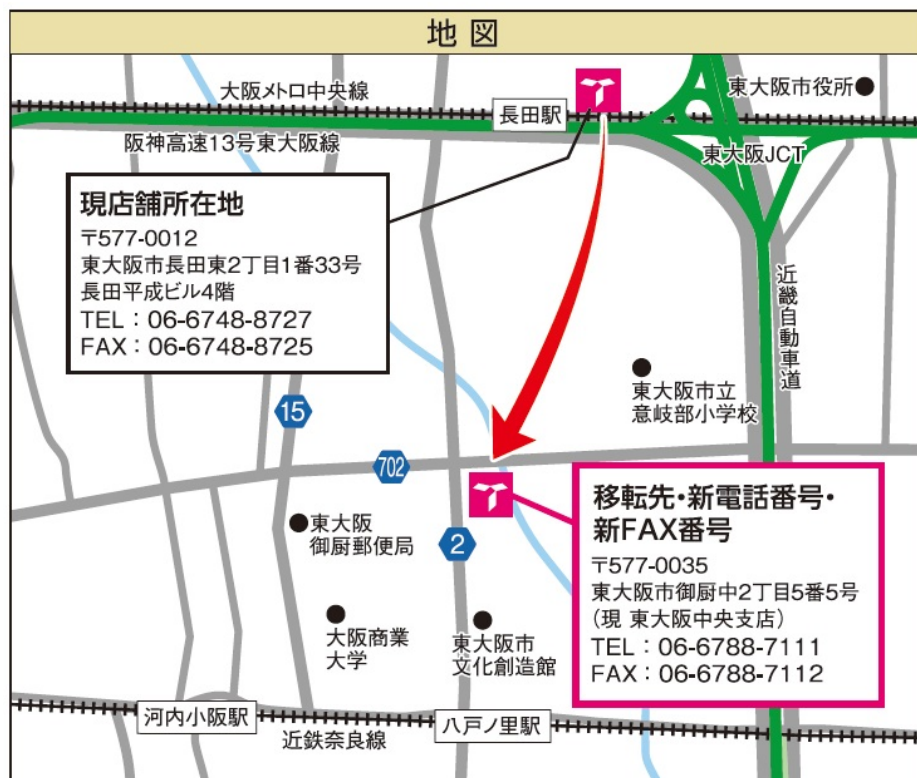 地図
大阪メトロ中央線
長田駅
東大阪市役所
阪神高速13号東大阪線
東大阪JCT
現店舗所在地
〒577-0012
東大阪市長田東2丁目1番33号
長田平成ビル4階
TEL：06-6748-8727
FAX：06-6748-8725
近畿自動車道
東大阪市立
意岐部小学校
15
702
移転先・新電話番号・
新FAX番号
〒577-0035
東大阪市御厨中2丁目5番5号
(現 東大阪中央支店)
TEL：06-6788-7111
FAX：06-6788-7112
東大阪
御厨郵便局
2
大阪商業
大学
東大阪市
文化創造館
河内小阪駅
近鉄奈良線
八戸ノ里駅